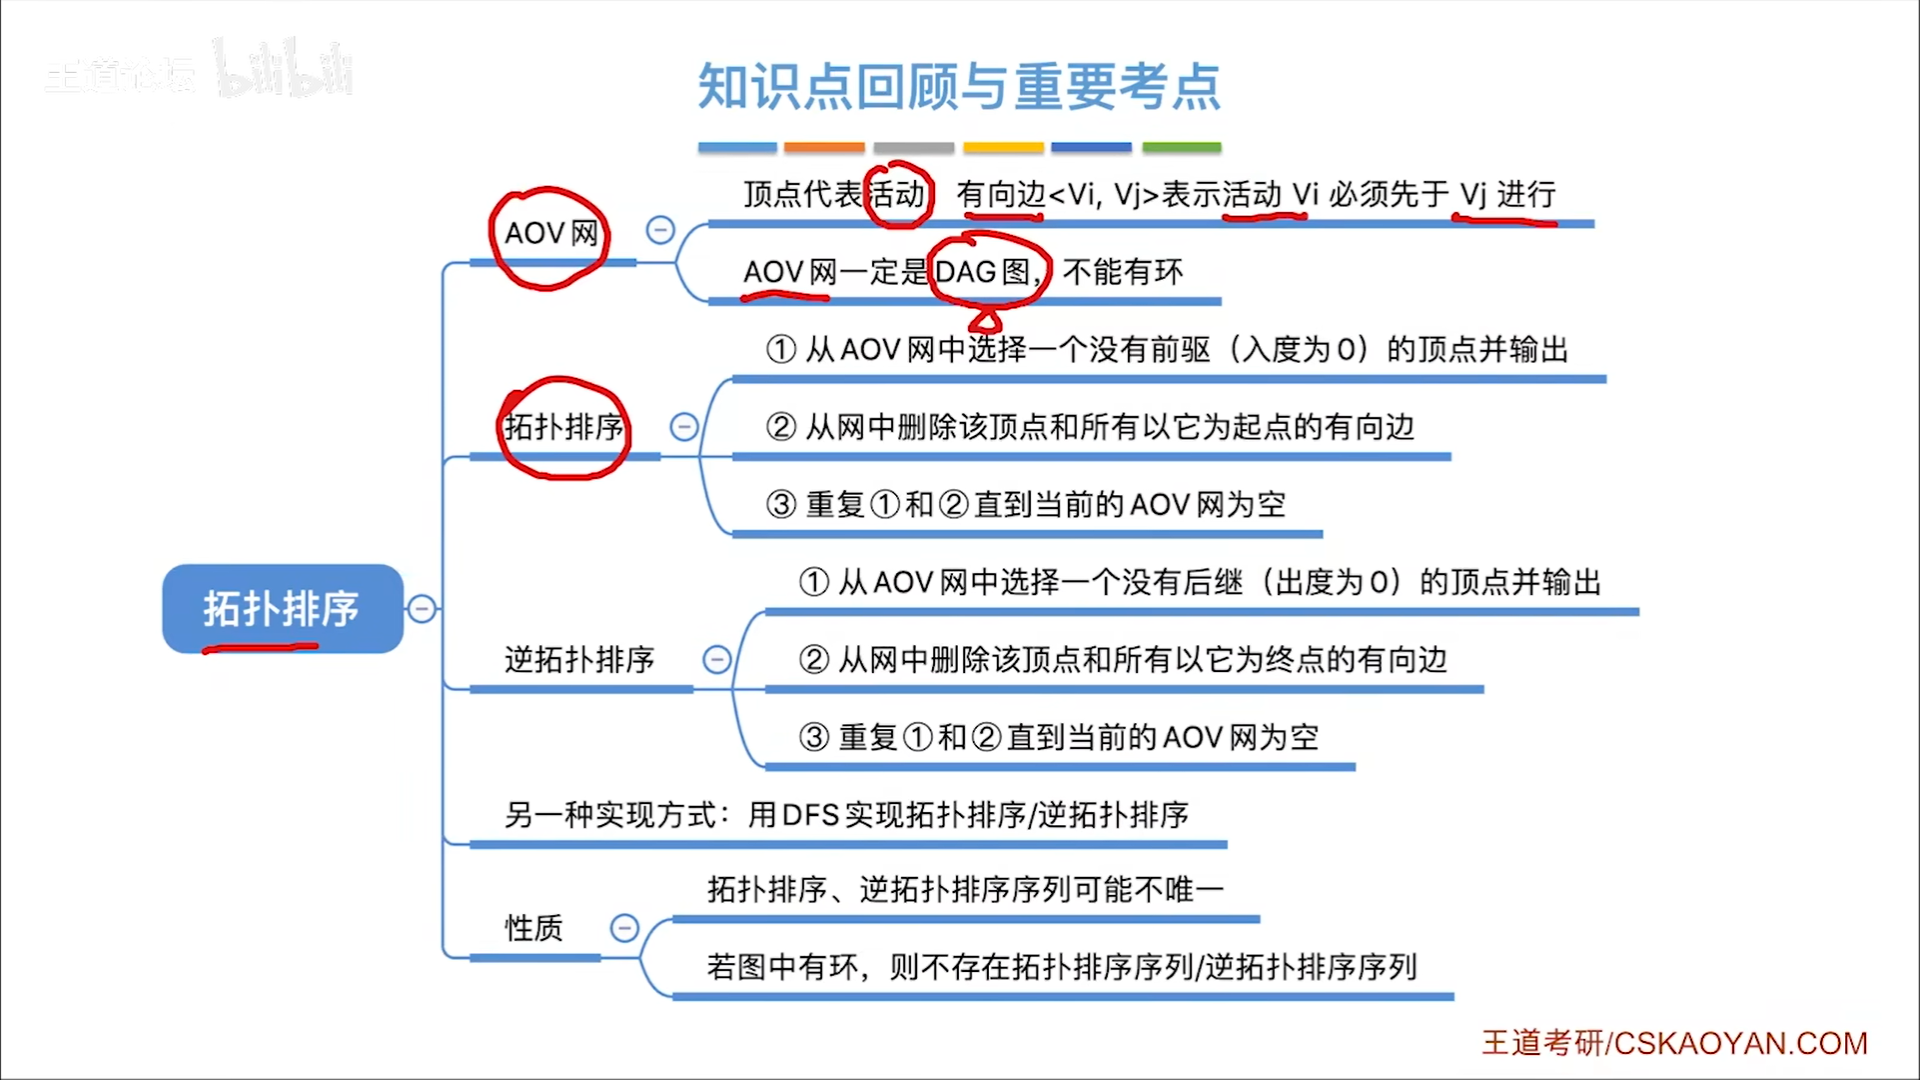 王道论坛 bilibili
知识点回顾与重要考点
AOV网
顶点代表活动 有向边<Vi, Vj>表示活动 Vi 必须先于 Vj 进行
AOV网一定是DAG图，不能有环
拓扑排序
① 从AOV网中选择一个没有前驱（入度为0）的顶点并输出
② 从网中删除该顶点和所有以它为起点的有向边
③ 重复①和②直到当前的AOV网为空
拓扑排序
逆拓扑排序
① 从AOV网中选择一个没有后继（出度为0）的顶点并输出
② 从网中删除该顶点和所有以它为终点的有向边
③ 重复①和②直到当前的AOV网为空
另一种实现方式：用DFS实现拓扑排序/逆拓扑排序
性质
拓扑排序、逆拓扑排序序列可能不唯一
若图中有环，则不存在拓扑排序序列/逆拓扑排序序列
王道考研/CSKAOYAN.COM